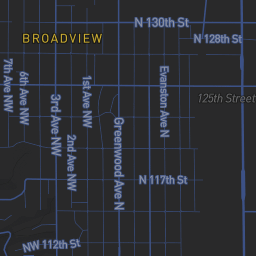 N 130th St
BROADVIEW
N 128th St
7th Ave NW
6th Ave NW
1st Ave NW
Evanston Ave N
3rd Ave NW
125th Street
2nd Ave NW
Greenwood Ave N
N 117th St
NW 112th St